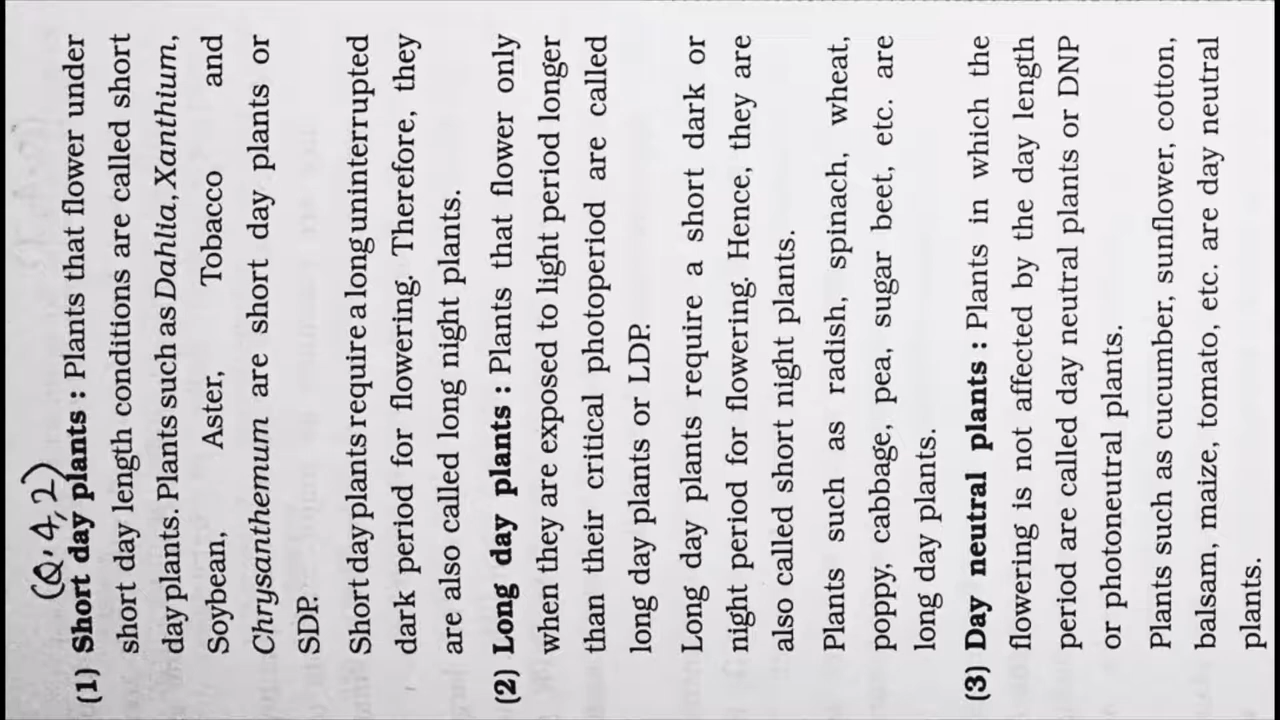 (Q.4,2)
(1) Short day plants : Plants that flower under
short day length conditions are called short
day plants. Plants such as Dahlia, Xanthium,
Soybean, Aster, Tobacco and
Chrysanthemum are short day plants or
SDP.
Short day plants require a long uninterrupted
dark period for flowering. Therefore, they
are also called long night plants.
(2) Long day plants : Plants that flower only
when they are exposed to light period longer
than their critical photoperiod are called
long day plants or LDP.
Long day plants require a short dark or
night period for flowering. Hence, they are
also called short night plants.
Plants such as radish, spinach, wheat,
poppy, cabbage, pea, sugar beet, etc. are
long day plants.
(3) Day neutral plants : Plants in which the
flowering is not affected by the day length
period are called day neutral plants or DNP
or photoneutral plants.
Plants such as cucumber, sunflower, cotton,
balsam, maize, tomato, etc. are day neutral
plants.